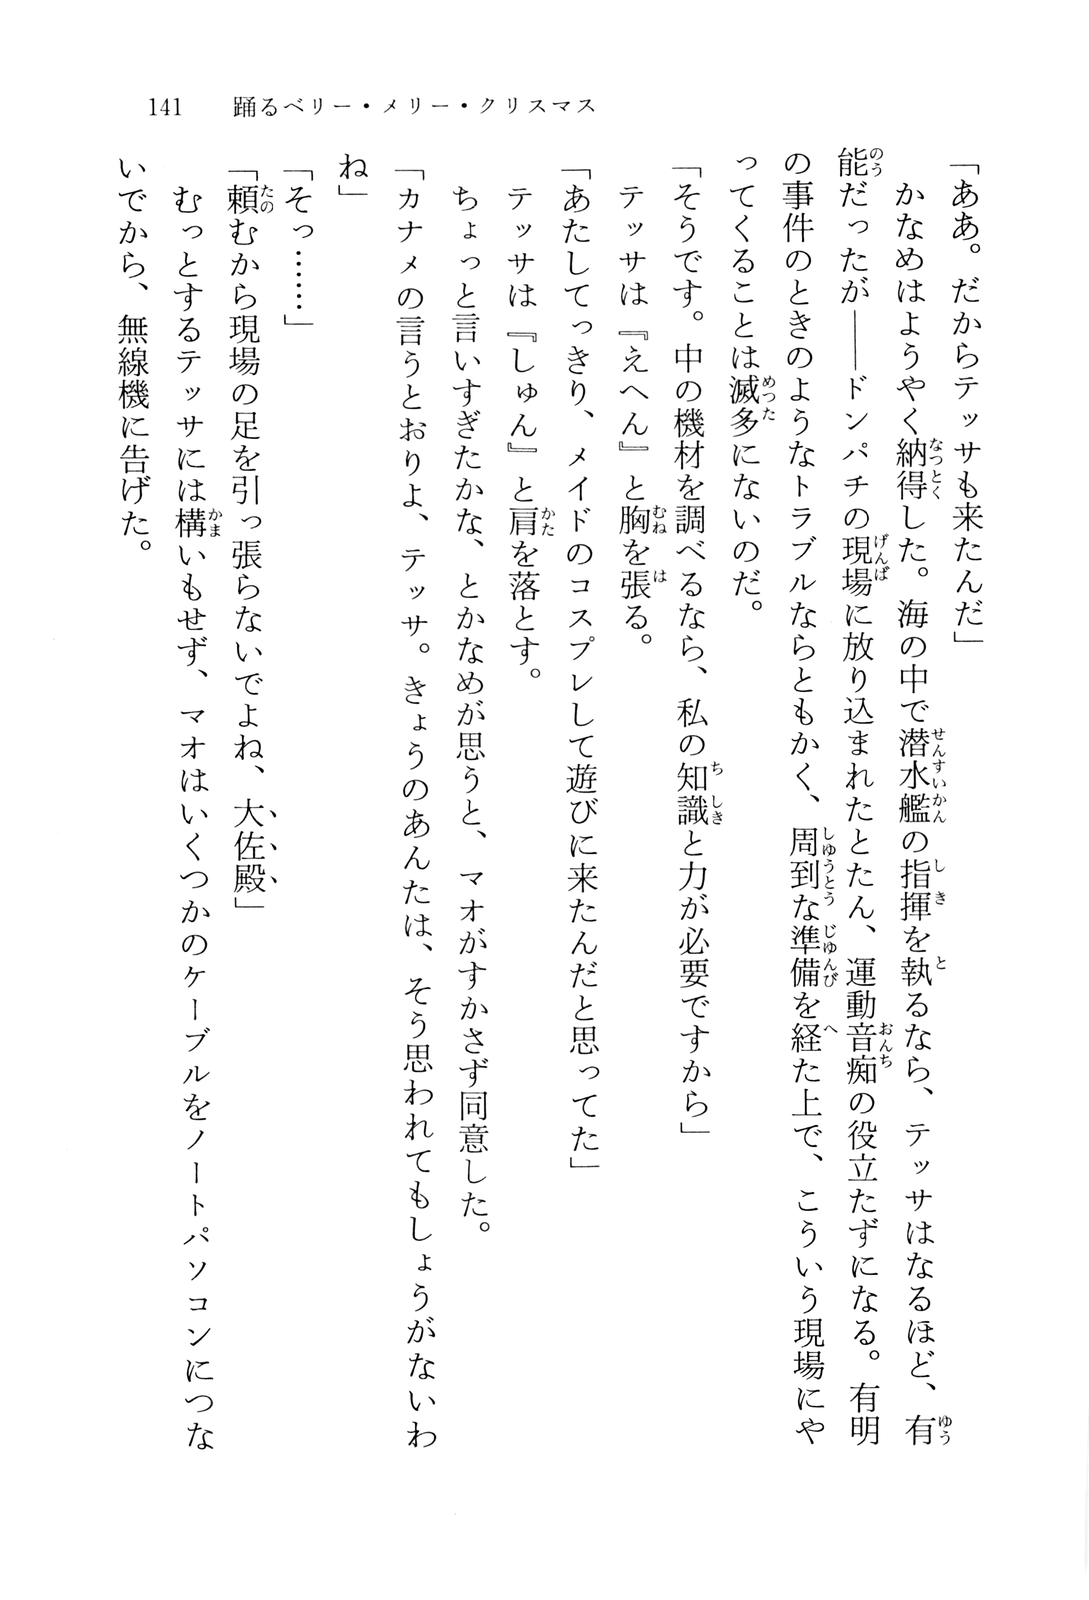 141　踊るベリー・メリー・クリスマス
「ああ。だからテッサも来たんだ」
　かなめはようやく納得した。海の中で潜水艦の指揮を執るなら、テッサはなるほど、有
能だったが――ドンパチの現場に放り込まれたとたん、運動音痴の役立たずになる。有明
の事件のときのようなトラブルならともかく、周到な準備を経た上で、こういう現場にや
ってくることは滅多にないのだ。
「そうです。中の機材を調べるなら、私の知識と力が必要ですから」
　テッサは『えへん』と胸を張る。
「あたしてっきり、メイドのコスプレして遊びに来たんだと思ってた」
　テッサは『しゅん』と肩を落とす。
　ちょっと言いすぎたかな、とかなめが思うと、マオがすかさず同意した。
「カナメの言うとおりよ、テッサ。きょうのあんたは、そう思われてもしょうがないわ
ね」
「そっ……」
「頼むから現場の足を引っ張らないでよね、大佐殿」
　むっとするテッサには構いもせず、マオはいくつかのケーブルをノートパソコンにつな
いでから、無線機に告げた。